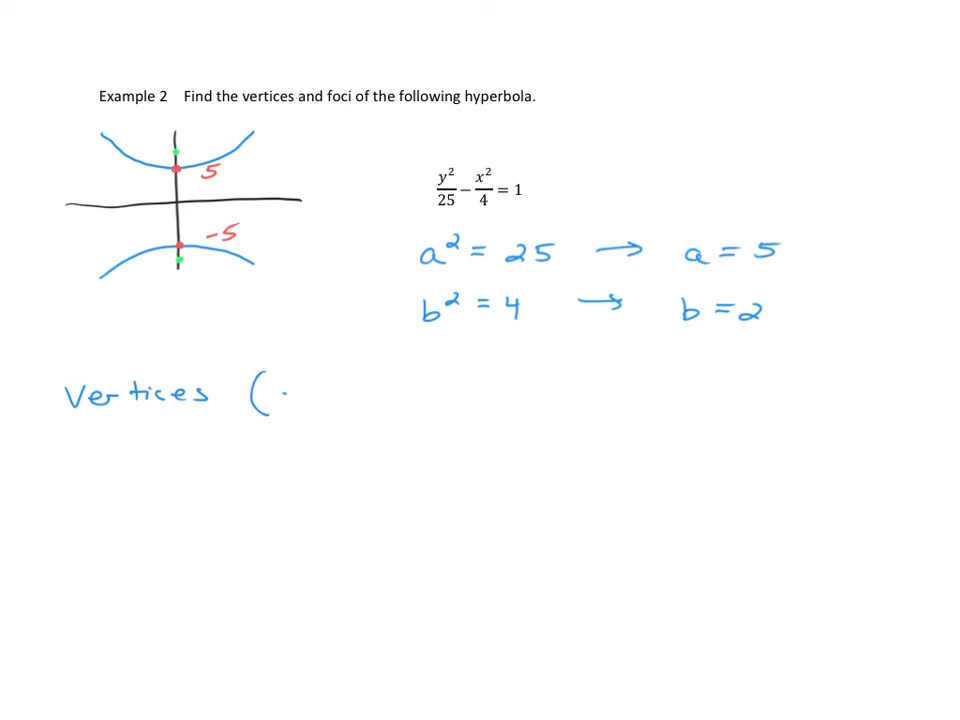 Example 2 Find the vertices and foci of the following hyperbola.
5
-5
y²/25 − x²/4 = 1
a² = 25 → a = 5
b² = 4 → b = 2
Vertices (